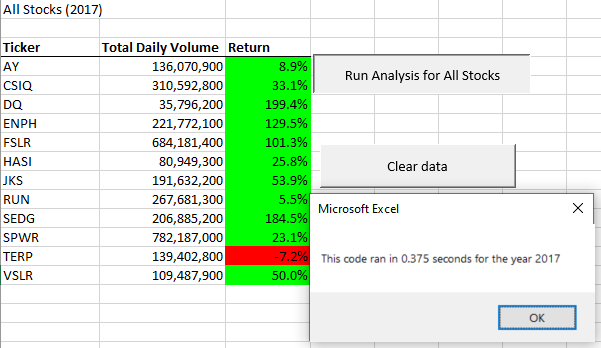 All Stocks (2017)
Ticker Total Daily Volume Return
AY 136,070,900 8.9%
CSIQ 310,592,800 33.1%
DQ 35,796,200 199.4%
ENPH 221,772,100 129.5%
FSLR 684,181,400 101.3%
HASI 80,949,300 25.8%
JKS 191,632,200 53.9%
RUN 267,681,300 5.5%
SEDG 206,885,200 184.5%
SPWR 782,187,000 23.1%
TERP 139,402,800 -7.2%
VSLR 109,487,900 50.0%
Run Analysis for All Stocks
Clear data
Microsoft Excel
This code ran in 0.375 seconds for the year 2017
OK